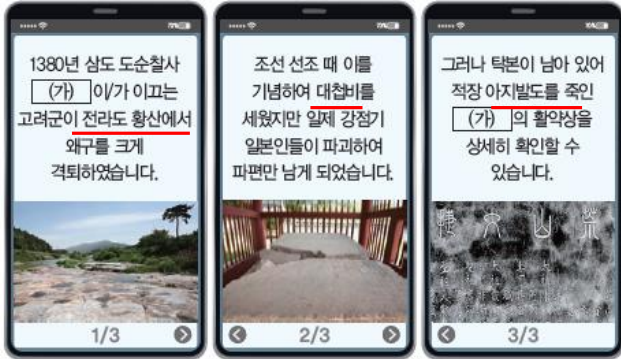 1380년 삼도 도순찰사
(가) 이/가 이끄는
고려군이 전라도 황산에서
왜구를 크게
격퇴하였습니다.
1/3
조선 선조 때 이를
기념하여 대첩비를
세웠지만 일제 강점기
일본인들이 파괴하여
파편만 남게 되었습니다.
2/3
그러나 탁본이 남아 있어
적장 아지발도를 죽인
(가) 의 활약상을
상세히 확인할 수
있습니다.
捷大山荒
3/3